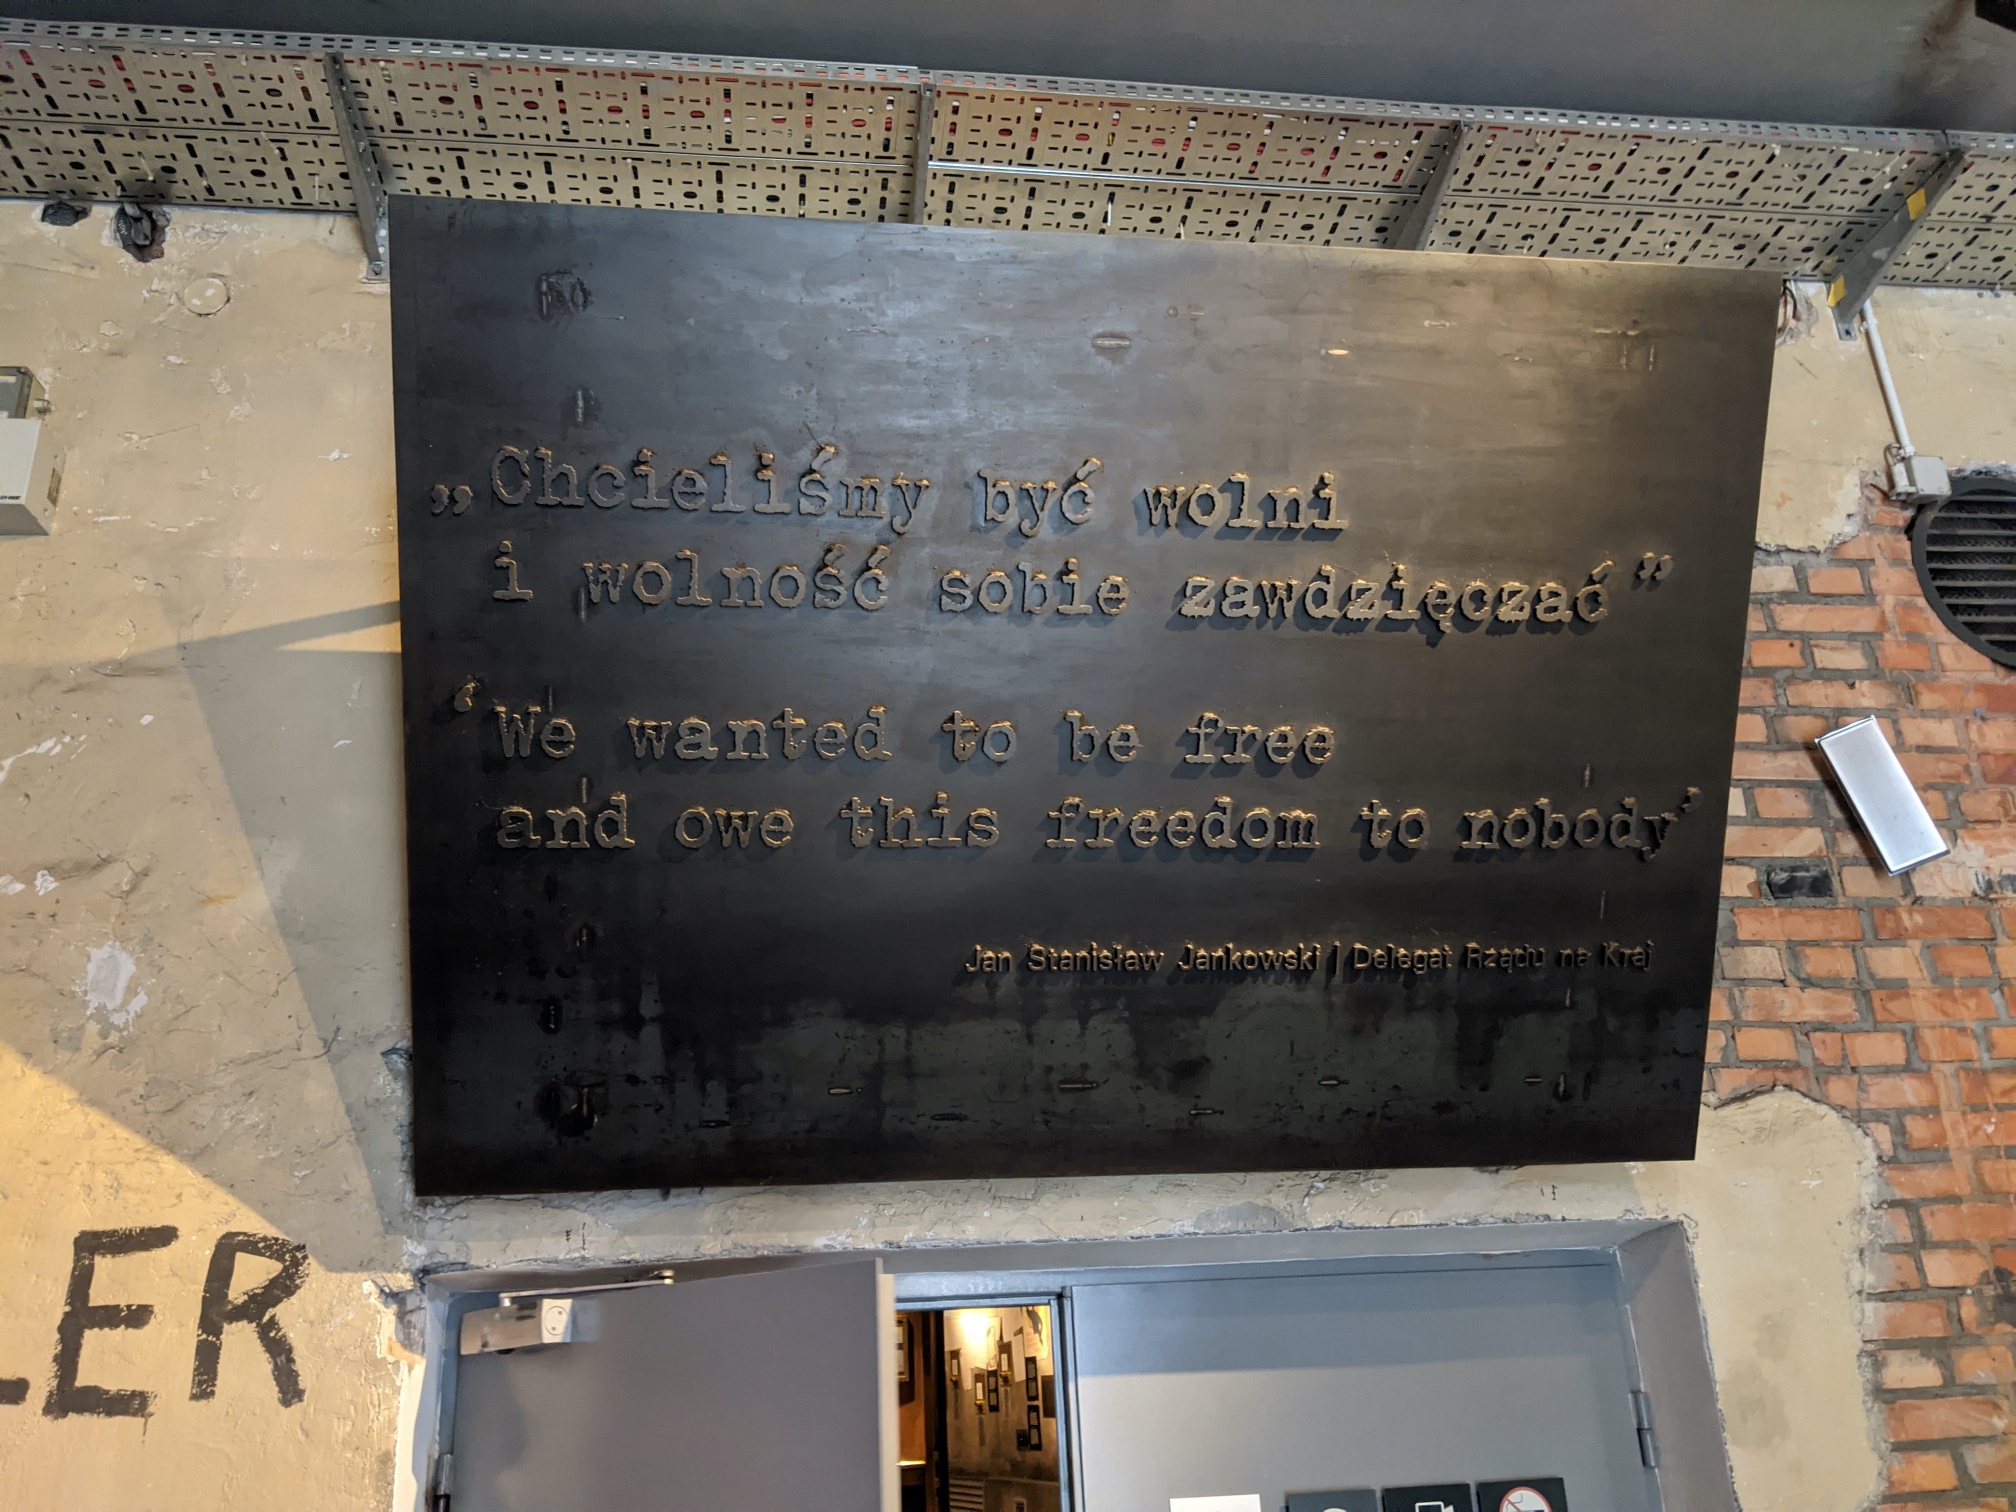 „Chcieliśmy być wolni
i wolność sobie zawdzięczać”
‘We wanted to be free
and owe this freedom to nobody’
Jan Stanisław Jankowski | Delegat Rządu na Kraj
LER